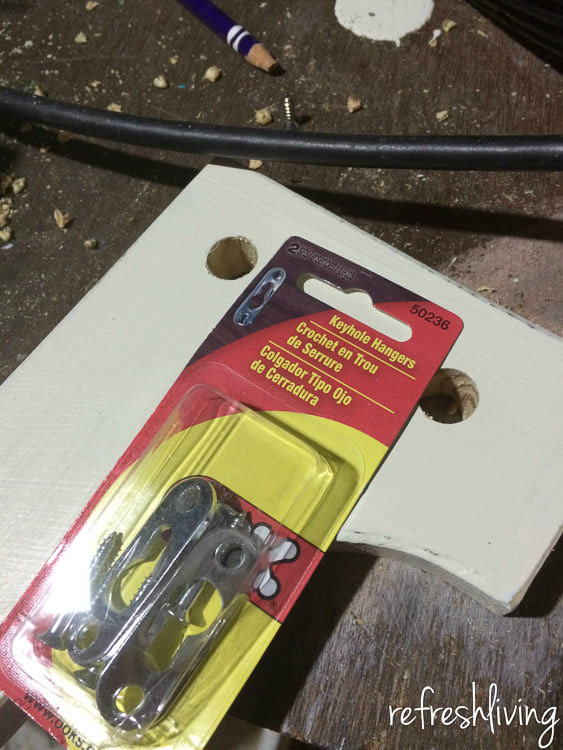 50236
Keyhole Hangers
Crochet en Trou
de Serrure
Colgador Tipo Ojo
de Cerradura
refreshliving